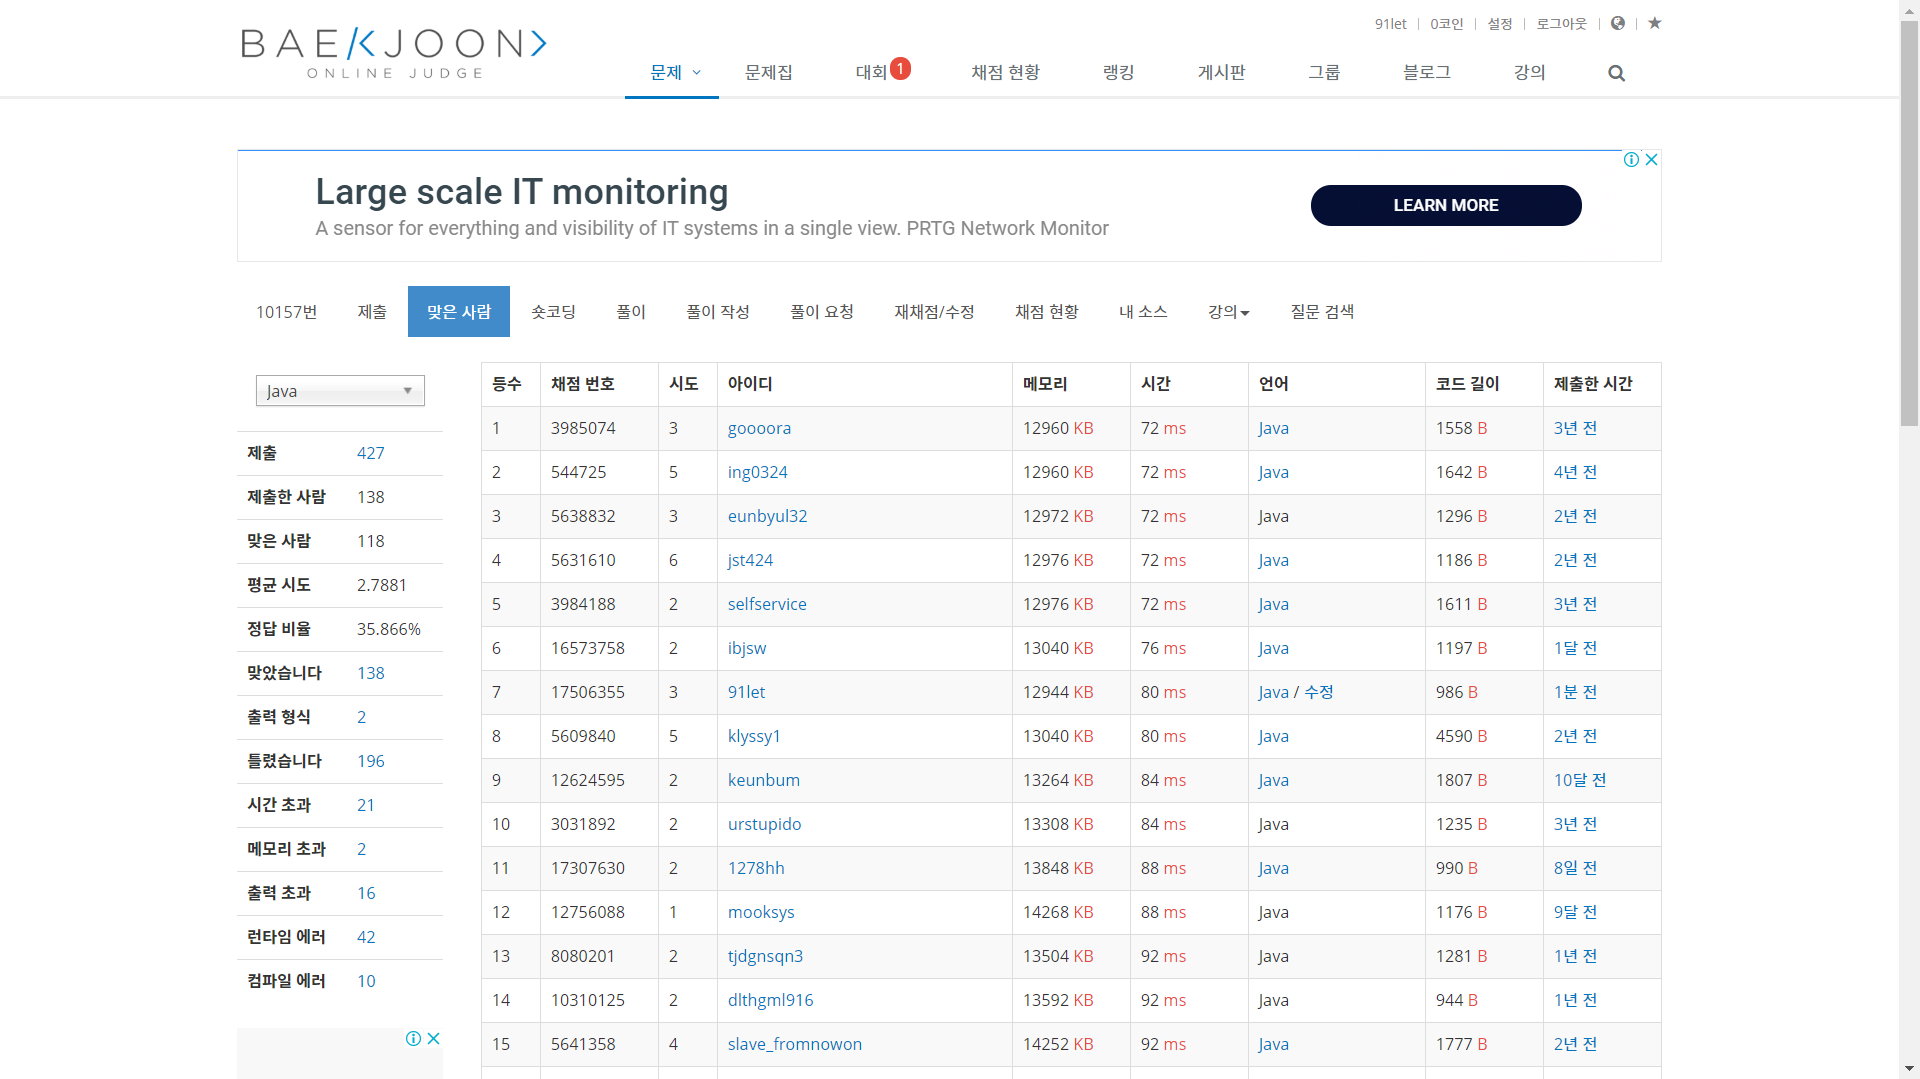 91let 0코인 설정 로그아웃
BAEKJOON>
ONLINE JUDGE
문제 문제집 대회 1 채점 현황 랭킹 게시판 그룹 블로그 강의
Large scale IT monitoring
A sensor for everything and visibility of IT systems in a single view. PRTG Network Monitor
LEARN MORE
10157번 제출 맞은 사람 숏코딩 풀이 풀이 작성 풀이 요청 재채점/수정 채점 현황 내 소스 강의 질문 검색
Java
제출 427
제출한 사람 138
맞은 사람 118
평균 시도 2.7881
정답 비율 35.866%
맞았습니다 138
출력 형식 2
틀렸습니다 196
시간 초과 21
메모리 초과 2
출력 초과 16
런타임 에러 42
컴파일 에러 10
등수 채점 번호 시도 아이디 메모리 시간 언어 코드 길이 제출한 시간
1 3985074 3 goooora 12960 KB 72 ms Java 1558 B 3년 전
2 544725 5 ing0324 12960 KB 72 ms Java 1642 B 4년 전
3 5638832 3 eunbyul32 12972 KB 72 ms Java 1296 B 2년 전
4 5631610 6 jst424 12976 KB 72 ms Java 1186 B 2년 전
5 3984188 2 selfservice 12976 KB 72 ms Java 1611 B 3년 전
6 16573758 2 ibjsw 13040 KB 76 ms Java 1197 B 1달 전
7 17506355 3 91let 12944 KB 80 ms Java / 수정 986 B 1분 전
8 5609840 5 klyssy1 13040 KB 80 ms Java 4590 B 2년 전
9 12624595 2 keunbum 13264 KB 84 ms Java 1807 B 10달 전
10 3031892 2 urstupido 13308 KB 84 ms Java 1235 B 3년 전
11 17307630 2 1278hh 13848 KB 88 ms Java 990 B 8일 전
12 12756088 1 mooksys 14268 KB 88 ms Java 1176 B 9달 전
13 8080201 2 tjdgnsqn3 13504 KB 92 ms Java 1281 B 1년 전
14 10310125 2 dlthgml916 13592 KB 92 ms Java 944 B 1년 전
15 5641358 4 slave_fromnowon 14252 KB 92 ms Java 1777 B 2년 전